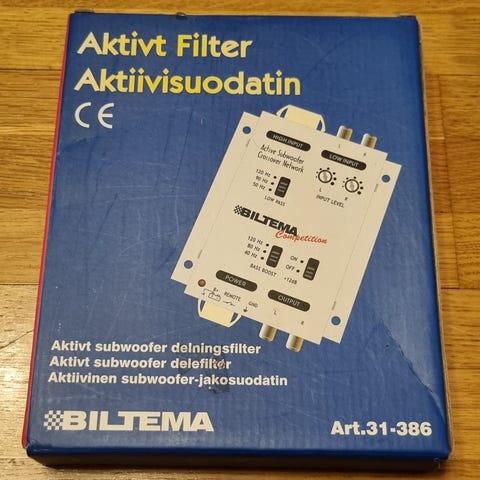 Aktivt Filter
Aktiivisuodatin
CE
HIGH INPUT
LOW INPUT
L R
Active Subwoofer
Crossover Network
120 Hz
90 Hz
50 Hz
LOW PASS
L R
INPUT LEVEL
BILTEMA
Competition
120 Hz
80 Hz
40 Hz
BASS BOOST
ON
OFF
+12dB
POWER
OUTPUT
B+
REMOTE
GND
L R
Aktivt subwoofer delningsfilter
Aktivt subwoofer delefilter
Aktiivinen subwoofer-jakosuodatin
BILTEMA
Art.31-386